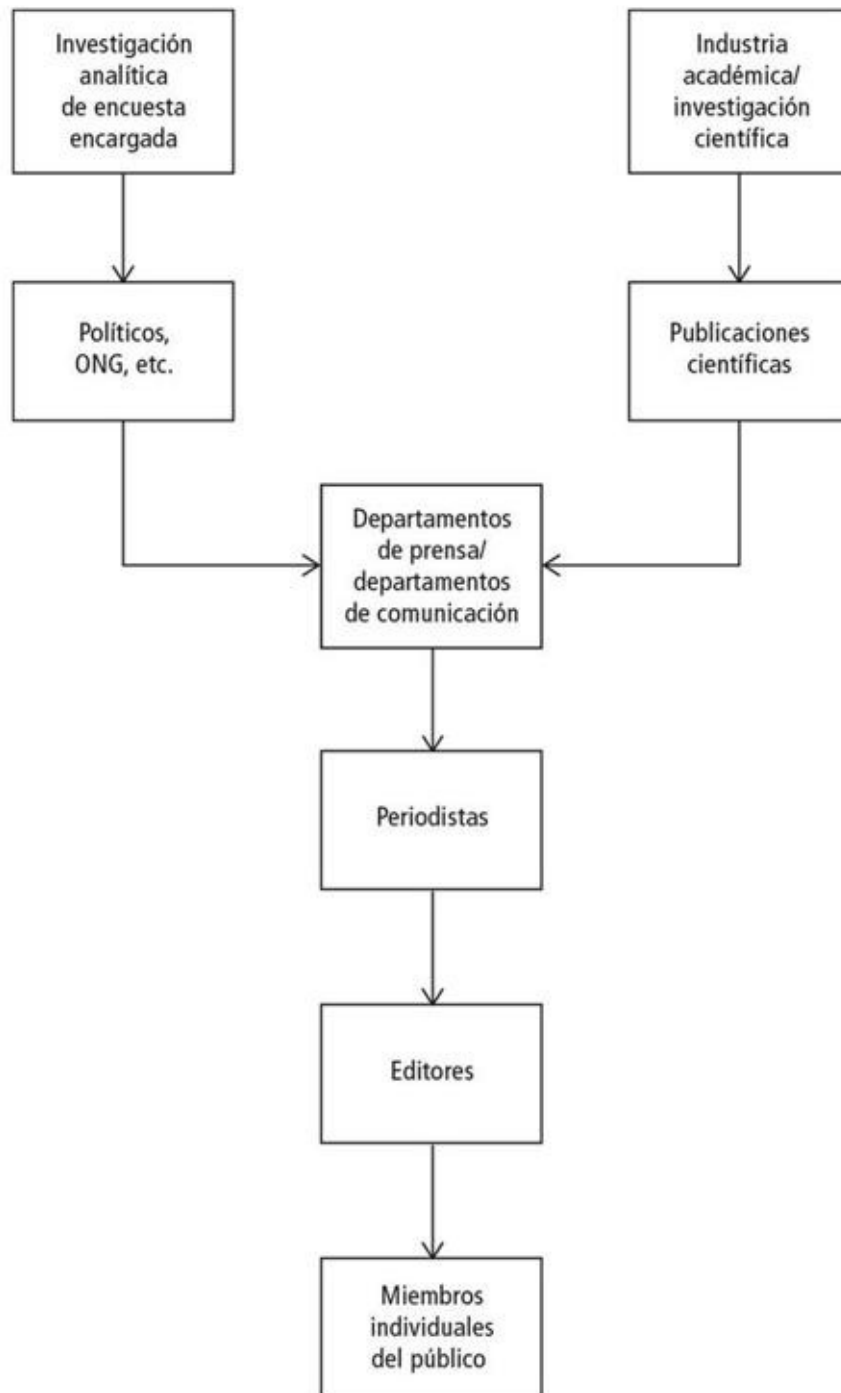 Investigación
analítica
de encuesta
encargada
Industria
académica/
investigación
científica
Políticos,
ONG, etc.
Publicaciones
científicas
Departamentos
de prensa/
departamentos
de comunicación
Periodistas
Editores
Miembros
individuales
del público